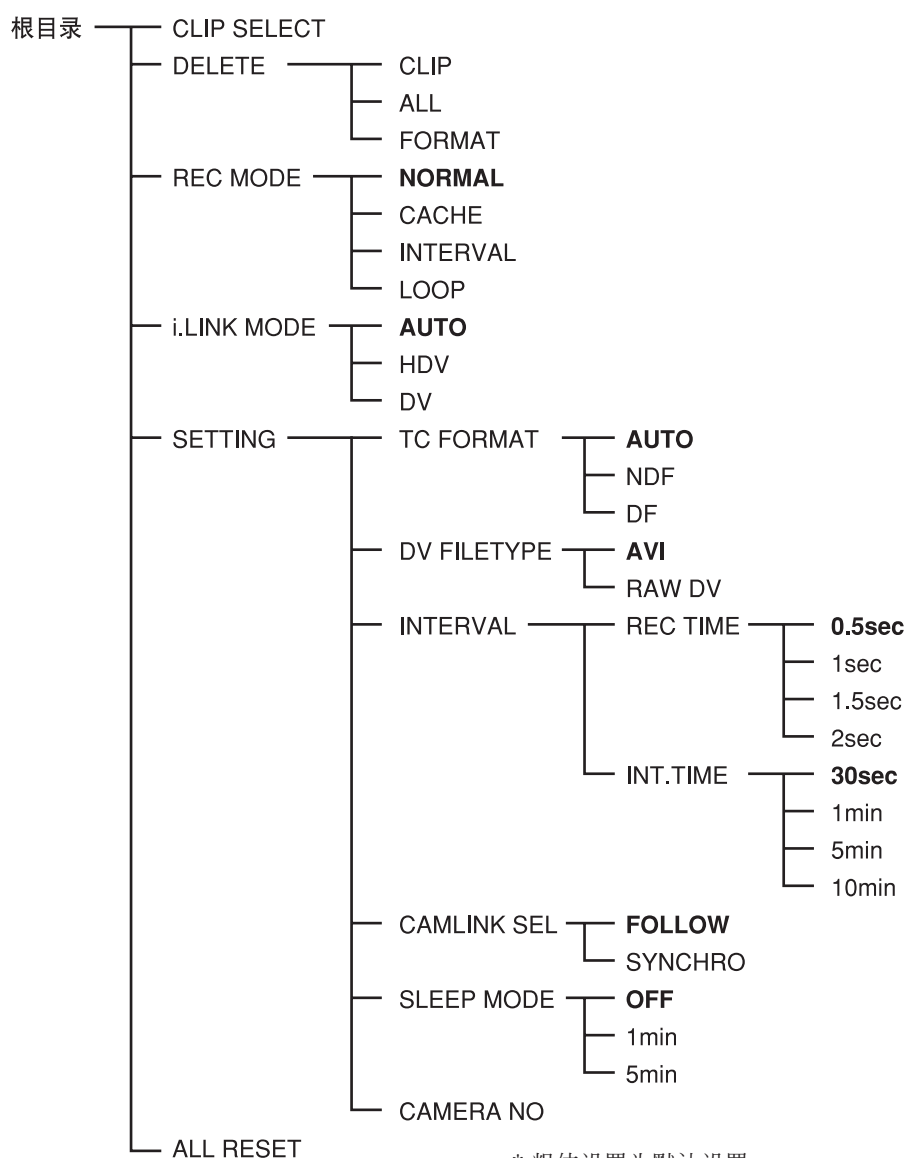 根目录 CLIP SELECT
DELETE CLIP
ALL
FORMAT
REC MODE NORMAL
CACHE
INTERVAL
LOOP
i.LINK MODE AUTO
HDV
DV
SETTING TC FORMAT AUTO
NDF
DF
DV FILETYPE AVI
RAW DV
INTERVAL REC TIME 0.5sec
1sec
1.5sec
2sec
INT.TIME 30sec
1min
5min
10min
CAMLINK SEL FOLLOW
SYNCHRO
SLEEP MODE OFF
1min
5min
CAMERA NO
ALL RESET